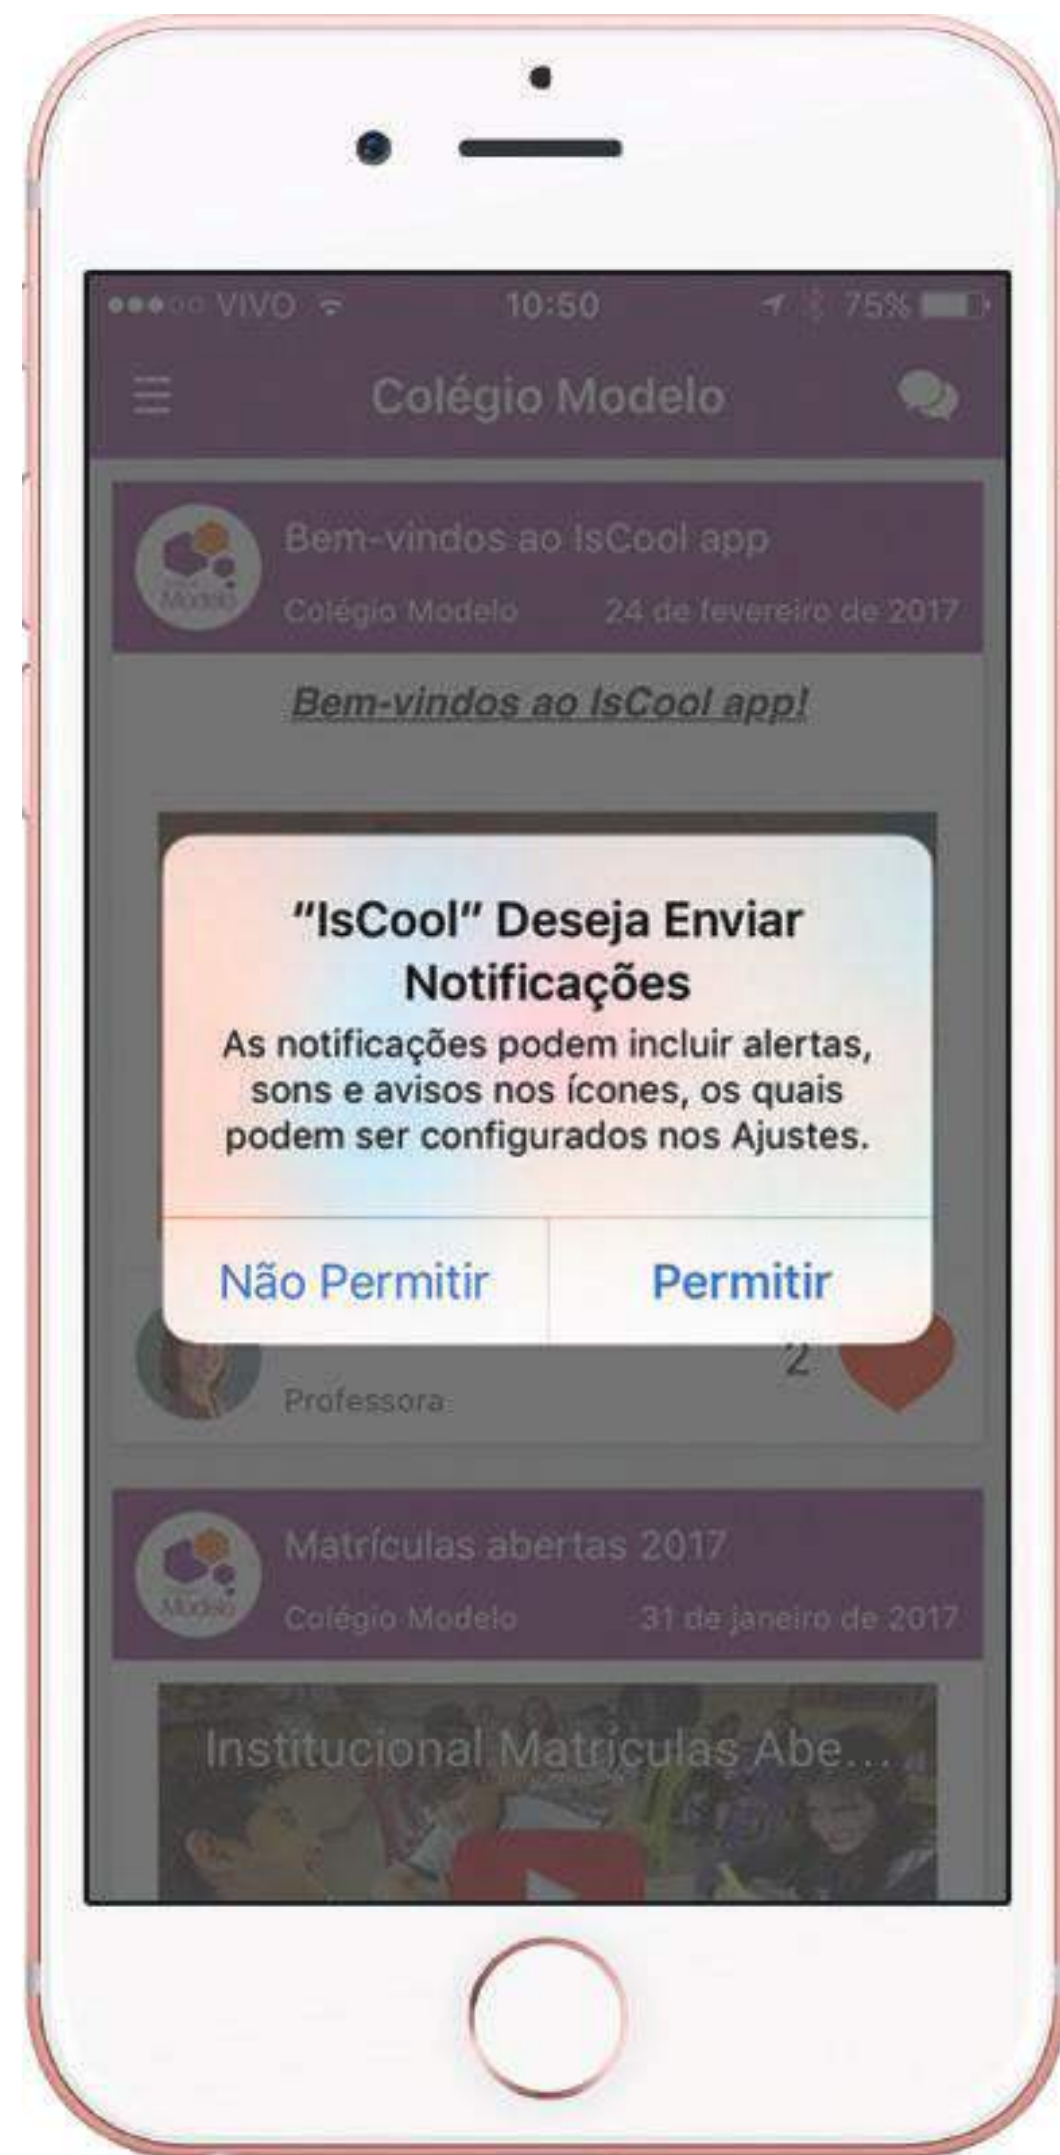 VIVO 10:50 75%
Colégio Modelo
Bem-vindos ao IsCool app
Modelo
Colégio Modelo 24 de fevereiro de 2017
Bem-vindos ao IsCool app!
"IsCool" Deseja Enviar
Notificações
As notificações podem incluir alertas,
sons e avisos nos ícones, os quais
podem ser configurados nos Ajustes.
Não Permitir Permitir
2
Professora
Matrículas abertas 2017
Modelo
Colégio Modelo 31 de janeiro de 2017
Institucional Matriculas Abe...